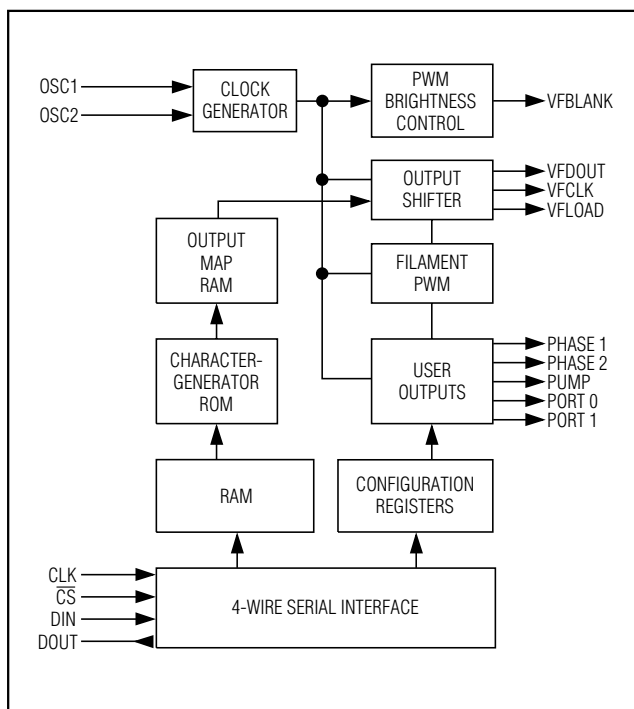 OSC1
OSC2
CLOCK
GENERATOR
PWM
BRIGHTNESS
CONTROL
VFBLANK
OUTPUT
SHIFTER
VFDOUT
VFCLK
VFLOAD
OUTPUT
MAP
RAM
FILAMENT
PWM
CHARACTER-
GENERATOR
ROM
USER
OUTPUTS
PHASE 1
PHASE 2
PUMP
PORT 0
PORT 1
RAM
CONFIGURATION
REGISTERS
CLK
C̅S̅
DIN
DOUT
4-WIRE SERIAL INTERFACE